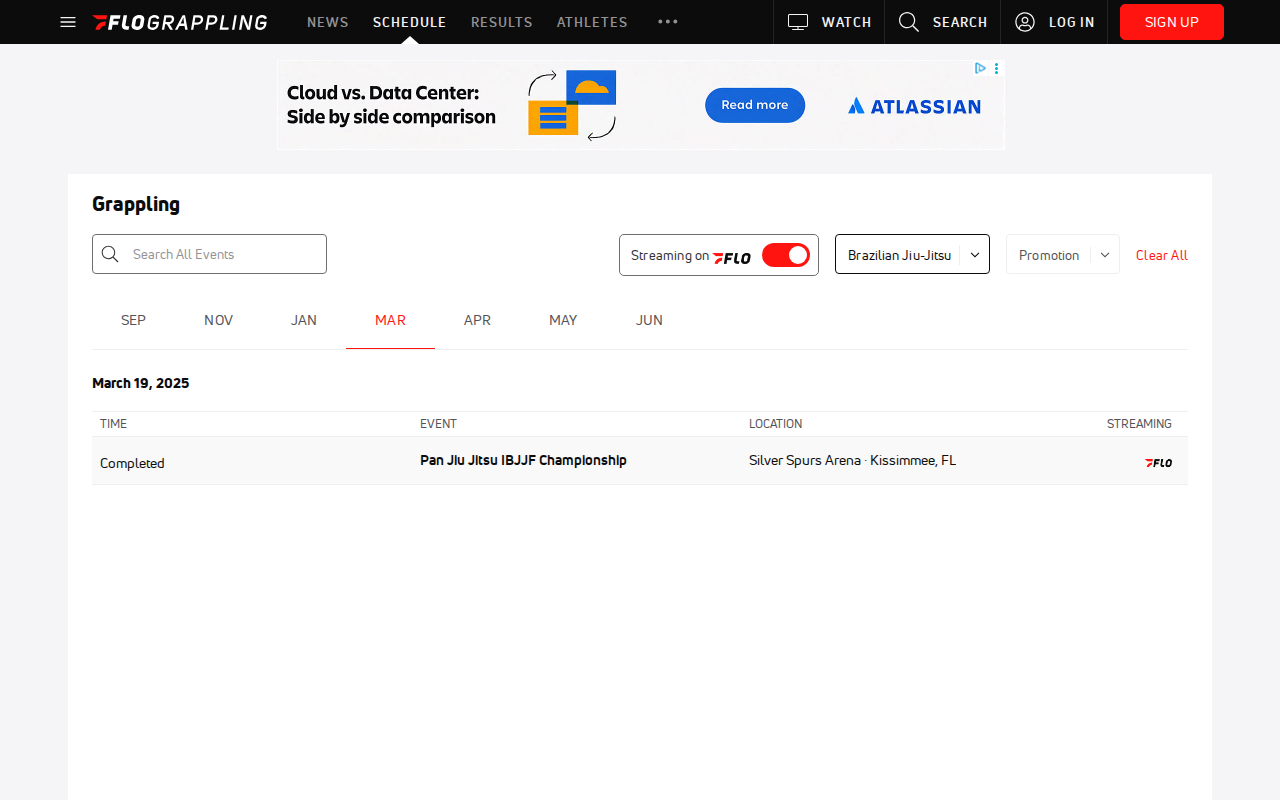 FLOGRAPPLING NEWS SCHEDULE RESULTS ATHLETES WATCH SEARCH LOG IN SIGN UP
Cloud vs. Data Center:
Side by side comparison
Read more
ATLASSIAN
Grappling
Search All Events
Streaming on FLO
Brazilian Jiu-Jitsu
Promotion
Clear All
SEP NOV JAN MAR APR MAY JUN
March 19, 2025
TIME EVENT LOCATION STREAMING
Completed Pan Jiu Jitsu IBJJF Championship Silver Spurs Arena · Kissimmee, FL FLO